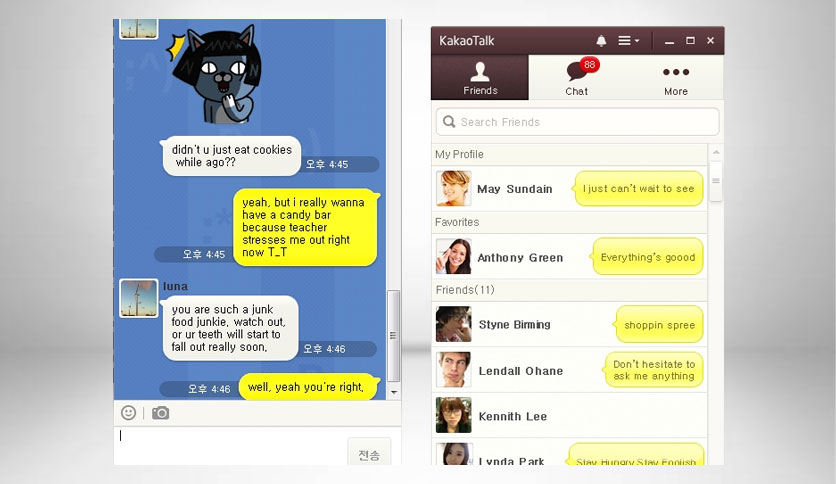 didn't u just eat cookies
while ago??
오후 4:45
yeah, but i really wanna
have a candy bar
because teacher
stresses me out right
now T_T
오후 4:45
luna
you are such a junk
food junkie, watch out,
or ur teeth will start to
fall out really soon.
오후 4:46
오후 4:46
well, yeah you're right,
전송
KakaoTalk
88
Friends
Chat
More
Search Friends
My Profile
May Sundain
I just can't wait to see
Favorites
Anthony Green
Everything's goood
Friends(11)
Styne Birming
shoppin spree
Lendall Ohane
Don't hesitate to
ask me anything
Kennith Lee
Lynda Park
Stay Hungry Stay Foolish